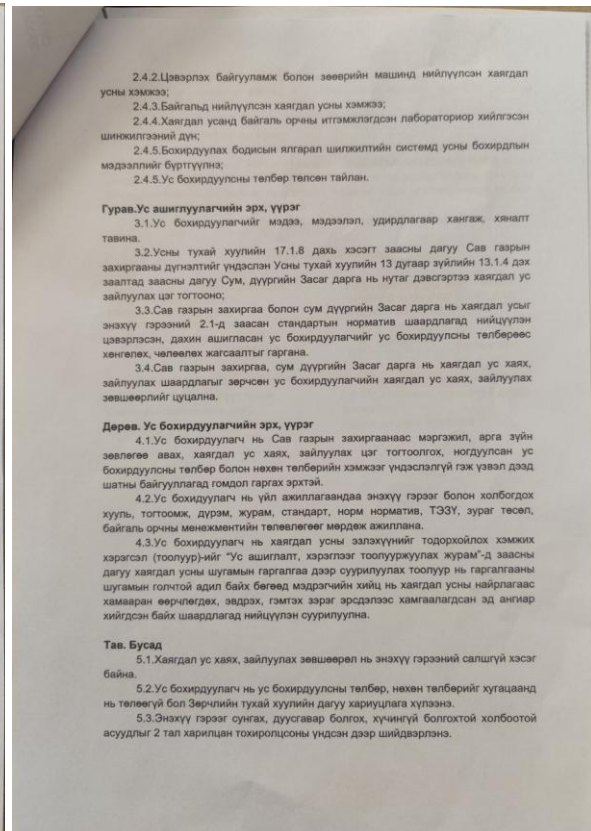 2.4.2.Цэвэрлэх байгууламж болон зөөврийн машинд нийлүүлсэн хаягдал
усны хэмжээ;
2.4.3.Байгальд нийлүүлсэн хаягдал усны хэмжээ;
2.4.4.Хаягдал усанд байгаль орчны итгэмжлэгдсэн лабораториор хийлгэсэн
шинжилгээний дүн;
2.4.5.Бохирдуулах бодисын ялгарал шилжилтийн системд усны бохирдлын
мэдээллийг бүртгүүлнэ;
2.4.5.Ус бохирдуулсны төлбөр төлсөн тайлан.
Гурав.Ус ашиглуулагчийн эрх, үүрэг
3.1.Ус бохирдуулагчийг мэдээ, мэдээлэл, удирдлагаар хангаж, хяналт
тавина.
3.2.Усны тухай хуулийн 17.1.8 дахь хэсэгт заасны дагуу Сав газрын
захиргааны дүгнэлтийг үндэслэн Усны тухай хуулийн 13 дугаар зүйлийн 13.1.4 дэх
заалтад заасны дагуу Сум, дүүргийн Засаг дарга нь нутаг дэвсгэртээ хаягдал ус
зайлуулах цэг тогтооно;
3.3.Сав газрын захиргаа болон сум дүүргийн Засаг дарга нь хаягдал усыг
энэхүү гэрээний 2.1-д заасан стандартын норматив шаардлагад нийцүүлэн
цэвэрлэсэн, дахин ашигласан ус бохирдуулагчийг ус бохирдуулсны төлбөрөөс
хөнгөлөх, чөлөөлөх жагсаалтыг гаргана.
3.4.Сав газрын захиргаа, сум дүүргийн Засаг дарга нь хаягдал ус хаях,
зайлуулах шаардлагыг зөрчсөн ус бохирдуулагчийн хаягдал ус хаях, зайлуулах
зөвшөөрлийг цуцална.
Дөрөв. Ус бохирдуулагчийн эрх, үүрэг
4.1.Ус бохирдуулагч нь Сав газрын захиргаанаас мэргэжил, арга зүйн
зөвлөгөө авах, хаягдал ус хаях, зайлуулах цэг тогтоолгох, ногдуулсан ус
бохирдуулсны төлбөр болон нөхөн төлбөрийн хэмжээг үндэслэлгүй гэж үзвэл дээд
шатны байгууллагад гомдол гаргах эрхтэй.
4.2.Ус бохидуулагч нь үйл ажиллагаандаа энэхүү гэрээг болон холбогдох
хууль, тогтоомж, дүрэм, журам, стандарт, норм норматив, ТЭЗҮ, зураг төсөл,
байгаль орчны менежментийн төлөвлөгөөг мөрдөж ажиллана.
4.3.Ус бохирдуулагч нь хаягдал усны эзлэхүүнийг тодорхойлох хэмжих
хэрэгсэл (тоолуур)-ийг “Ус ашиглалт, хэрэглээг тоолууржуулах журам”-д заасны
дагуу хаягдал усны шугамын гаргалгаа дээр суурилуулах тоолуур нь гаргалгааны
шугамын голчтой адил байх бөгөөд мэдрэгчийн хийц нь хаягдал усны найрлагаас
хамааран өөрчлөгдөх, эвдрэх, гэмтэх зэрэг эрсдэлээс хамгаалагдсан эд ангиар
хийгдсэн байх шаардлагад нийцүүлэн суурилуулна.
Тав. Бусад
5.1.Хаягдал ус хаях, зайлуулах зөвшөөрөл нь энэхүү гэрээний салшгүй хэсэг
байна.
5.2.Ус бохирдуулагч нь ус бохирдуулсны төлбөр, нөхөн төлбөрийг хугацаанд
нь төлөөгүй бол Зөрчлийн тухай хуулийн дагуу хариуцлага хүлээнэ.
5.3.Энэхүү гэрээг сунгах, дуусгавар болгох, хүчингүй болгохтой холбоотой
асуудлыг 2 тал харилцан тохиролцсоны үндсэн дээр шийдвэрлэнэ.